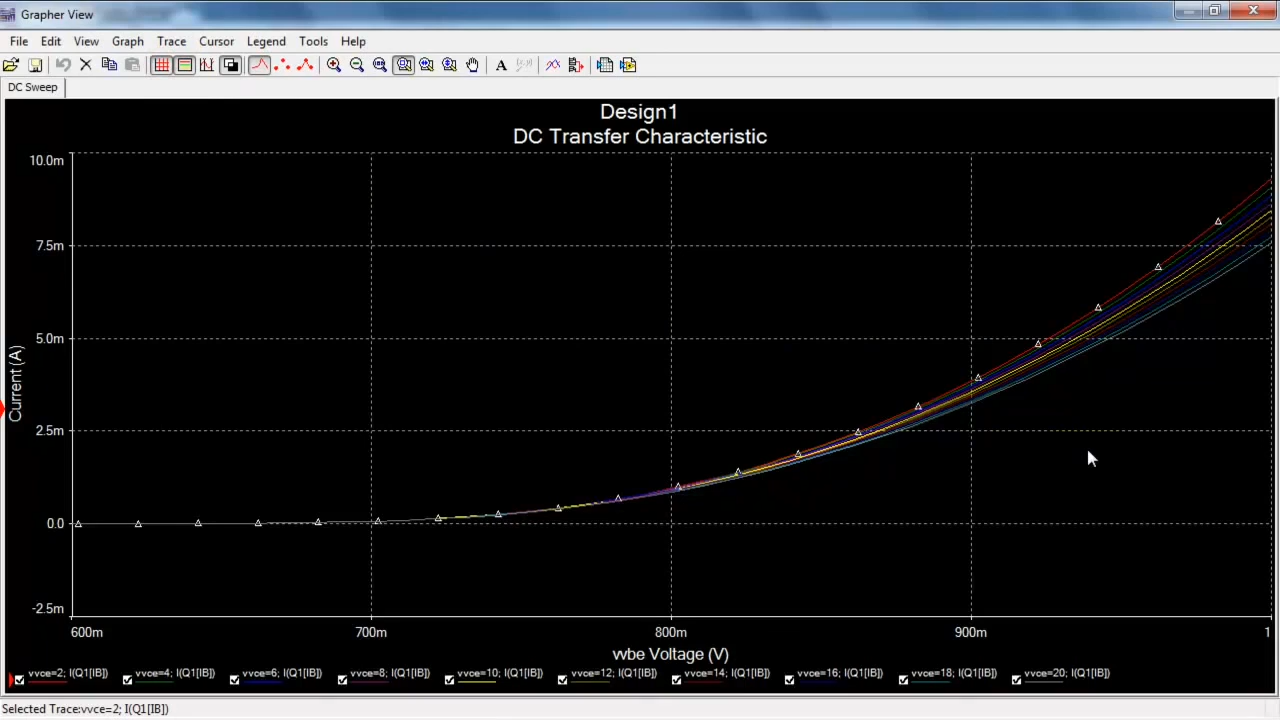 Grapher View
File Edit View Graph Trace Cursor Legend Tools Help
A
DC Sweep
Design1
DC Transfer Characteristic
10.0m
7.5m
5.0m
2.5m
0.0
-2.5m
Current (A)
600m 700m 800m 900m 1
vvbe Voltage (V)
vvce=2; I(Q1[IB]) vvce=4; I(Q1[IB]) vvce=6; I(Q1[IB]) vvce=8; I(Q1[IB]) vvce=10; I(Q1[IB]) vvce=12; I(Q1[IB]) vvce=14; I(Q1[IB]) vvce=16; I(Q1[IB]) vvce=18; I(Q1[IB]) vvce=20; I(Q1[IB])
Selected Trace:vvce=2; I(Q1[IB])